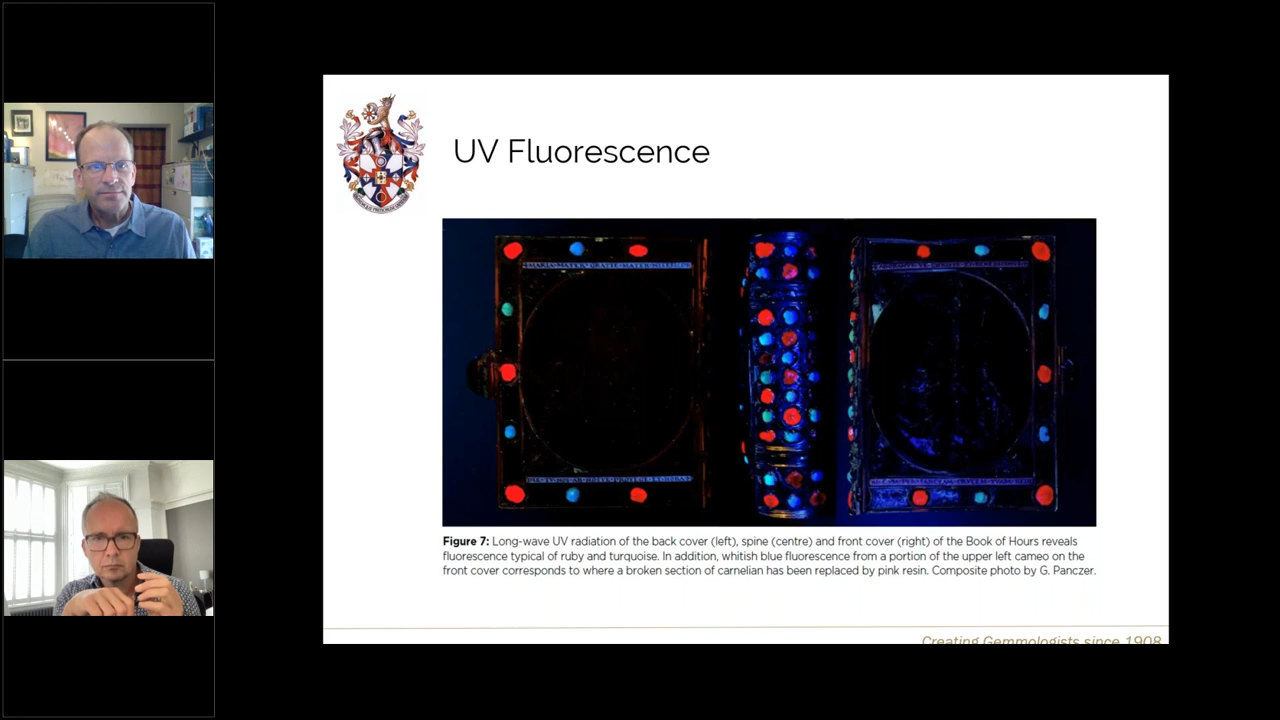 UV Fluorescence
Figure 7: Long-wave UV radiation of the back cover (left), spine (centre) and front cover (right) of the Book of Hours reveals
fluorescence typical of ruby and turquoise. In addition, whitish blue fluorescence from a portion of the upper left cameo on the
front cover corresponds to where a broken section of carnelian has been replaced by pink resin. Composite photo by G. Panczer.
Creating Gemmologists since 1908